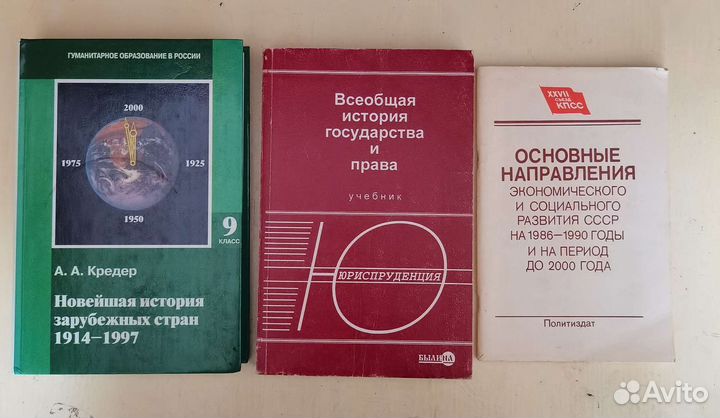 ГУМАНИТАРНОЕ ОБРАЗОВАНИЕ В РОССИИ
2000
1975
1925
1950
9
КЛАСС
А. А. Кредер
Новейшая история
зарубежных стран
1914–1997
Всеобщая
история
государства
и
права
учебник
Ю
ЮРИСПРУДЕНЦИЯ
БЫЛИНА
XXVII
СЪЕЗД
КПСС
ОСНОВНЫЕ
НАПРАВЛЕНИЯ
ЭКОНОМИЧЕСКОГО
И СОЦИАЛЬНОГО
РАЗВИТИЯ СССР
НА 1986–1990 ГОДЫ
И НА ПЕРИОД
ДО 2000 ГОДА
Политиздат
Avito